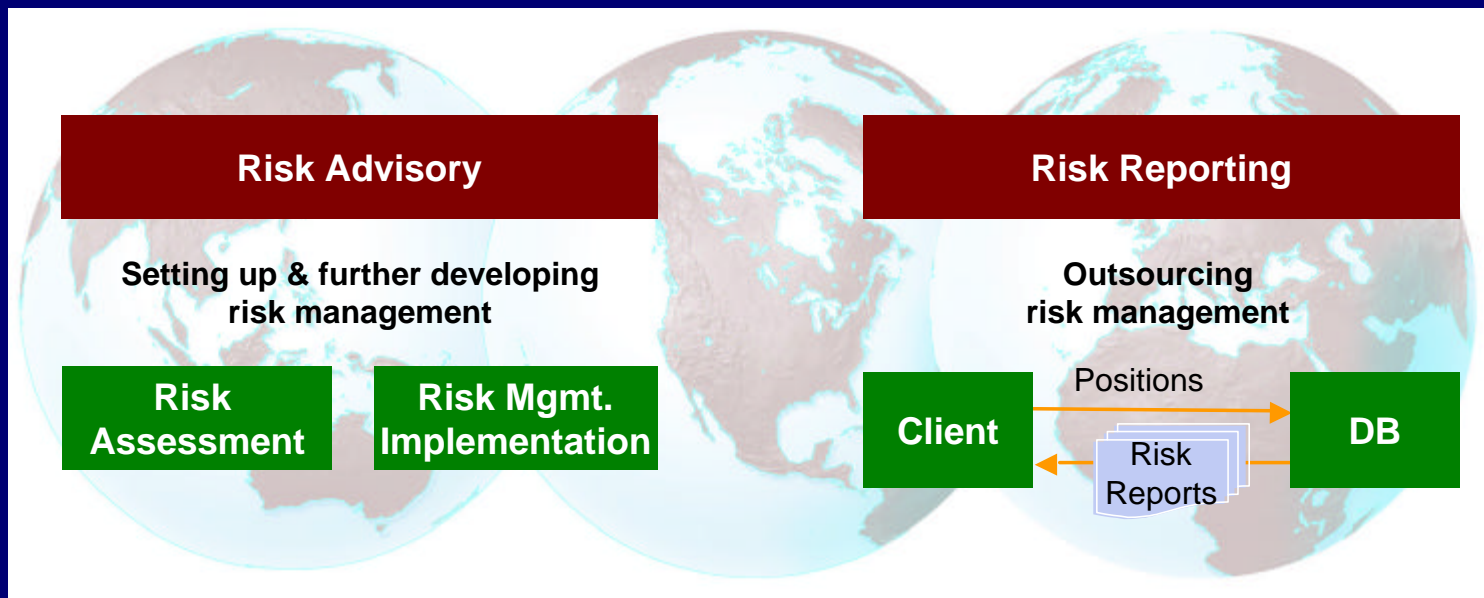 Risk Advisory
Setting up & further developing
risk management
Risk
Assessment
Risk Mgmt.
Implementation
Risk Reporting
Outsourcing
risk management
Positions
Client
DB
Risk
Reports